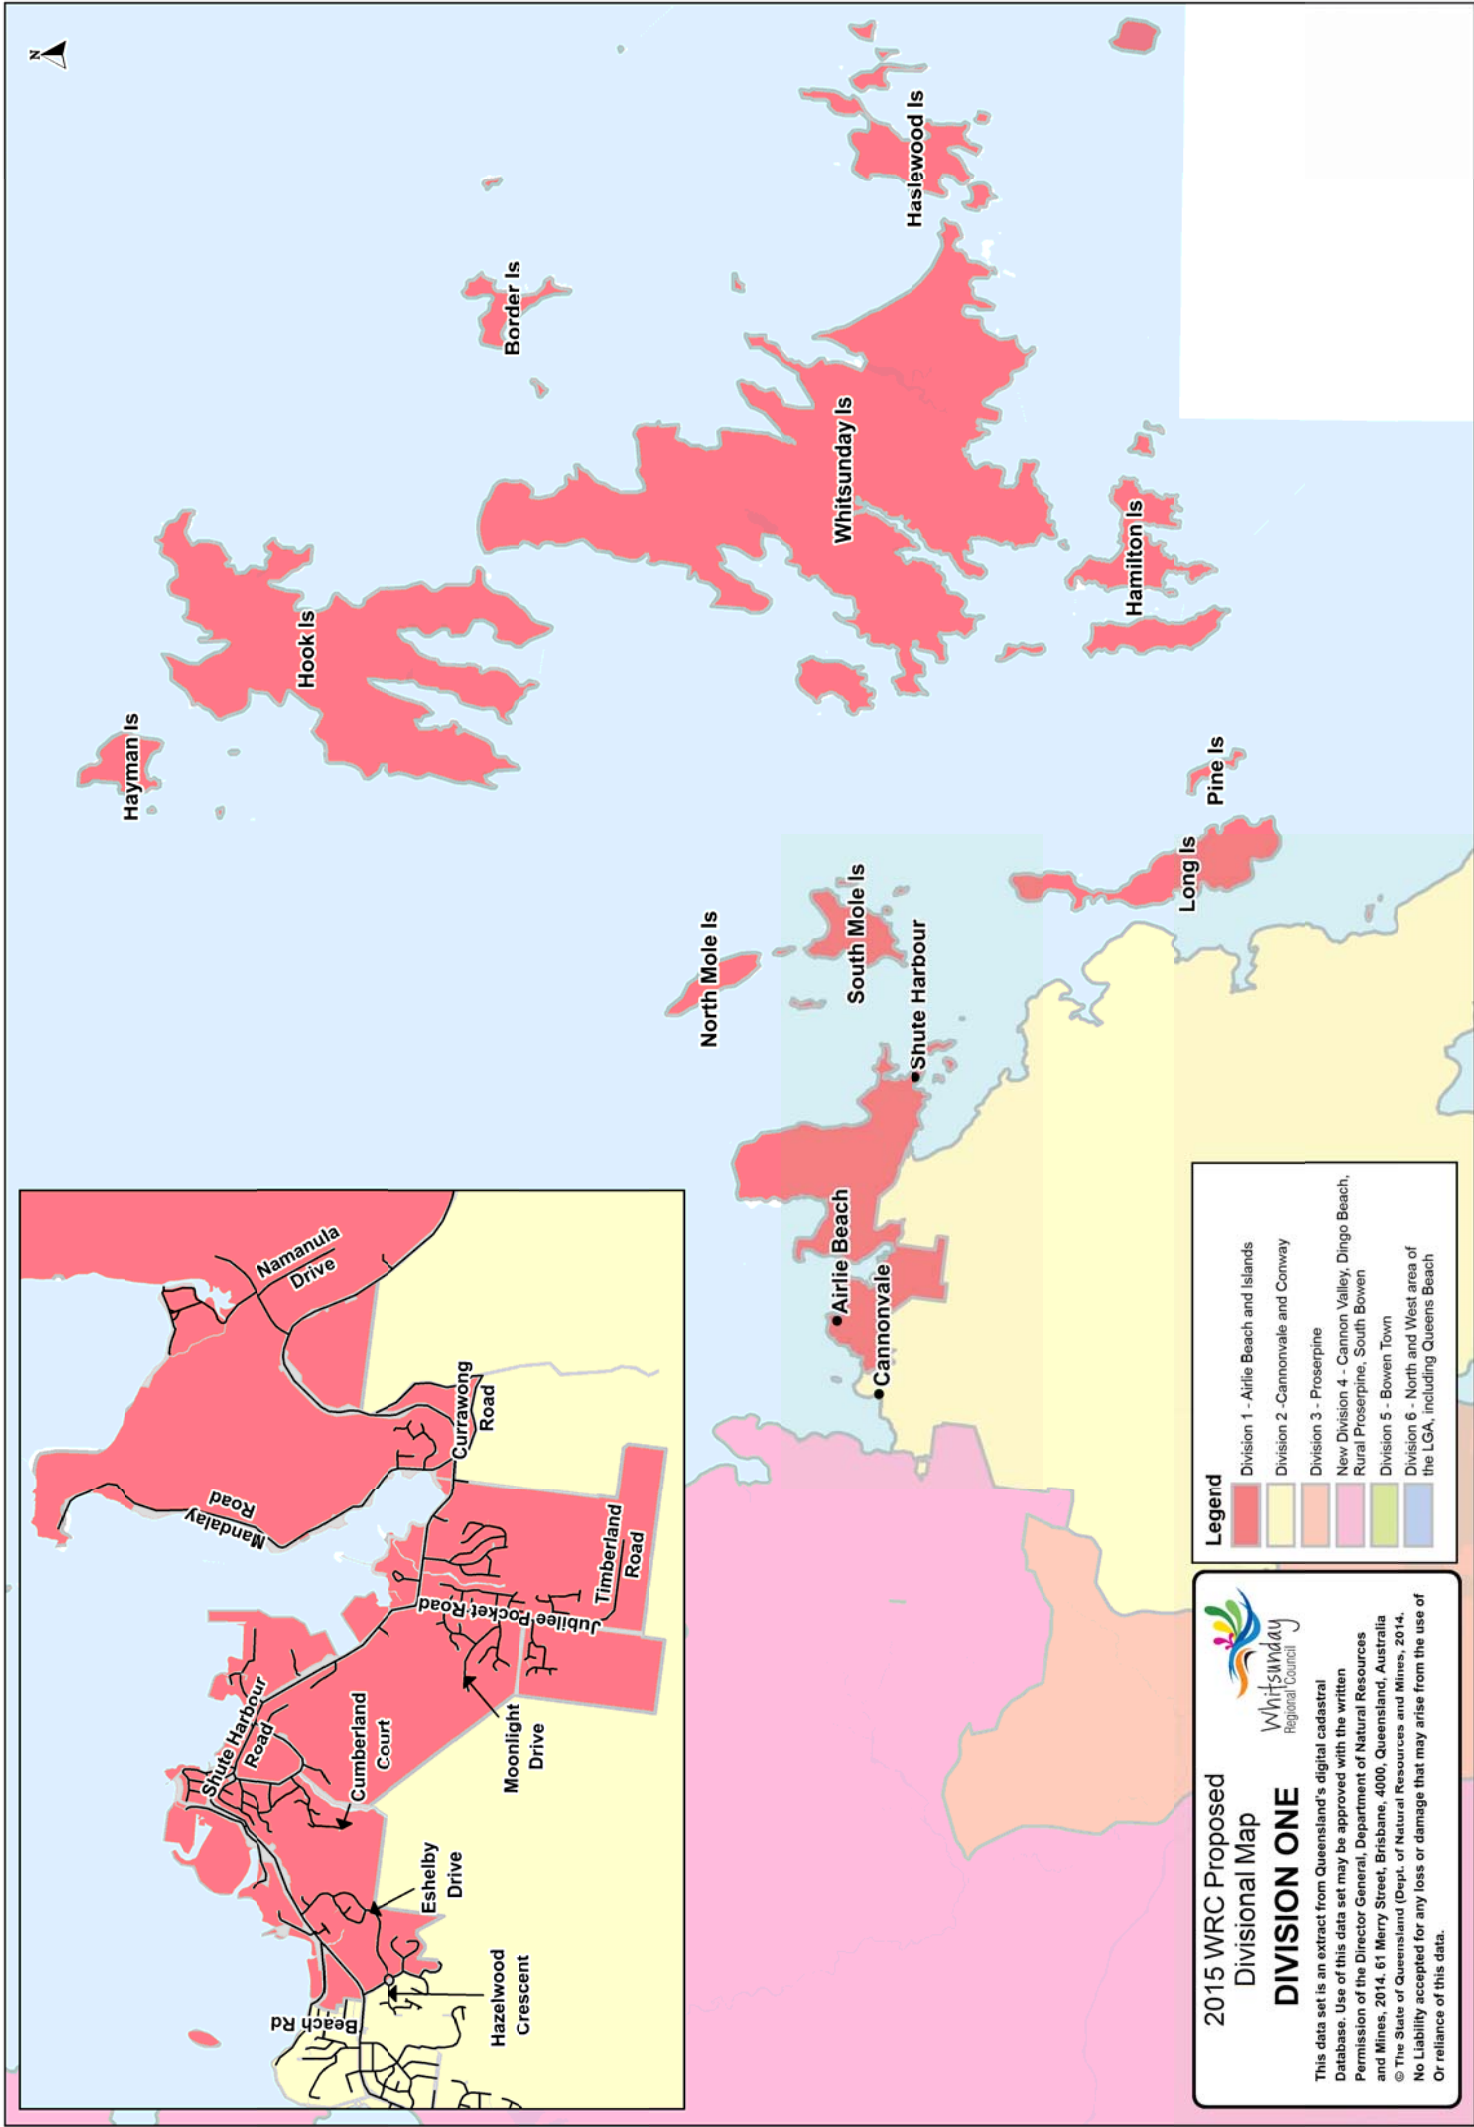 N
Hayman Is
Hook Is
Border Is
Whitsunday Is
Haslewood Is
Hamilton Is
North Mole Is
South Mole Is
Shute Harbour
Long Is
Pine Is
Airlie Beach
Cannonvale
Namanula
Drive
Mandalay
Road
Currawong
Road
Shute Harbour
Road
Jubilee Pocket Road
Timberland
Road
Cumberland
Court
Moonlight
Drive
Eshelby
Drive
Beach Rd
Hazelwood
Crescent
2015 WRC Proposed
Divisional Map
DIVISION ONE
Whitsunday
Regional Council
This data set is an extract from Queensland's digital cadastral
Database. Use of this data set may be approved with the written
Permission of the Director General, Department of Natural Resources
and Mines, 2014. 61 Merry Street, Brisbane, 4000, Queensland, Australia
© The State of Queensland (Dept. of Natural Resources and Mines, 2014.
No Liability accepted for any loss or damage that may arise from the use of
Or reliance of this data.
Legend
Division 1 - Airlie Beach and Islands
Division 2 -Cannonvale and Conway
Division 3 - Proserpine
New Division 4 - Cannon Valley, Dingo Beach,
Rural Proserpine, South Bowen
Division 5 - Bowen Town
Division 6 - North and West area of
the LGA, including Queens Beach